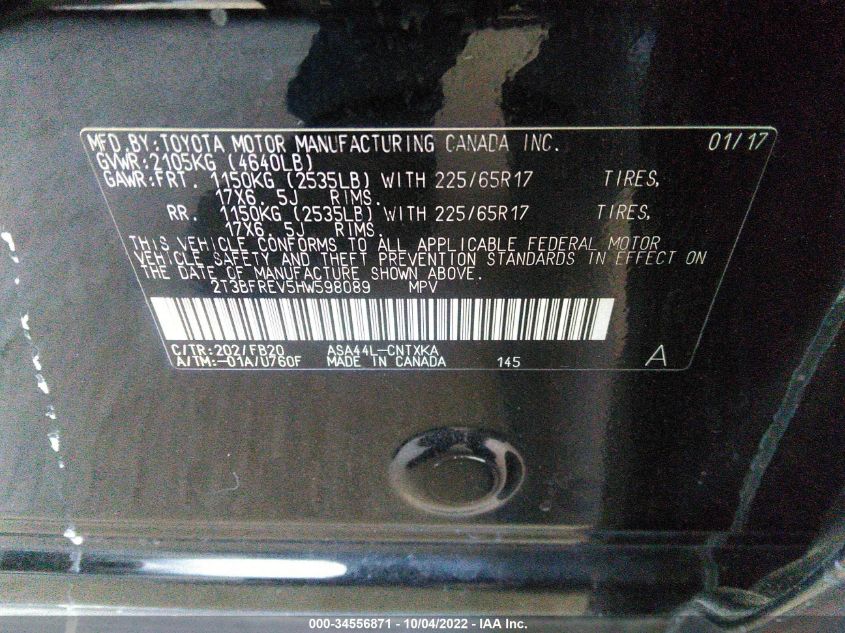 MFD.BY:TOYOTA MOTOR MANUFACTURING CANADA INC. 01/17
GVWR:2105KG (4640LB)
GAWR:FRT. 1150KG (2535LB) WITH 225/65R17 TIRES,
17X6. 5J RIMS.
RR. 1150KG (2535LB) WITH 225/65R17 TIRES,
17X6. 5J RIMS.
THIS VEHICLE CONFORMS TO ALL APPLICABLE FEDERAL MOTOR
VEHICLE SAFETY AND THEFT PREVENTION STANDARDS IN EFFECT ON
THE DATE OF MANUFACTURE SHOWN ABOVE.
2T3BFREV5HW598089 MPV
C/TR:202/FB20 ASA44L-CNTXKA
A/TM:-01A/U760F MADE IN CANADA 145 A
000-34556871 - 10/04/2022 - IAA Inc.